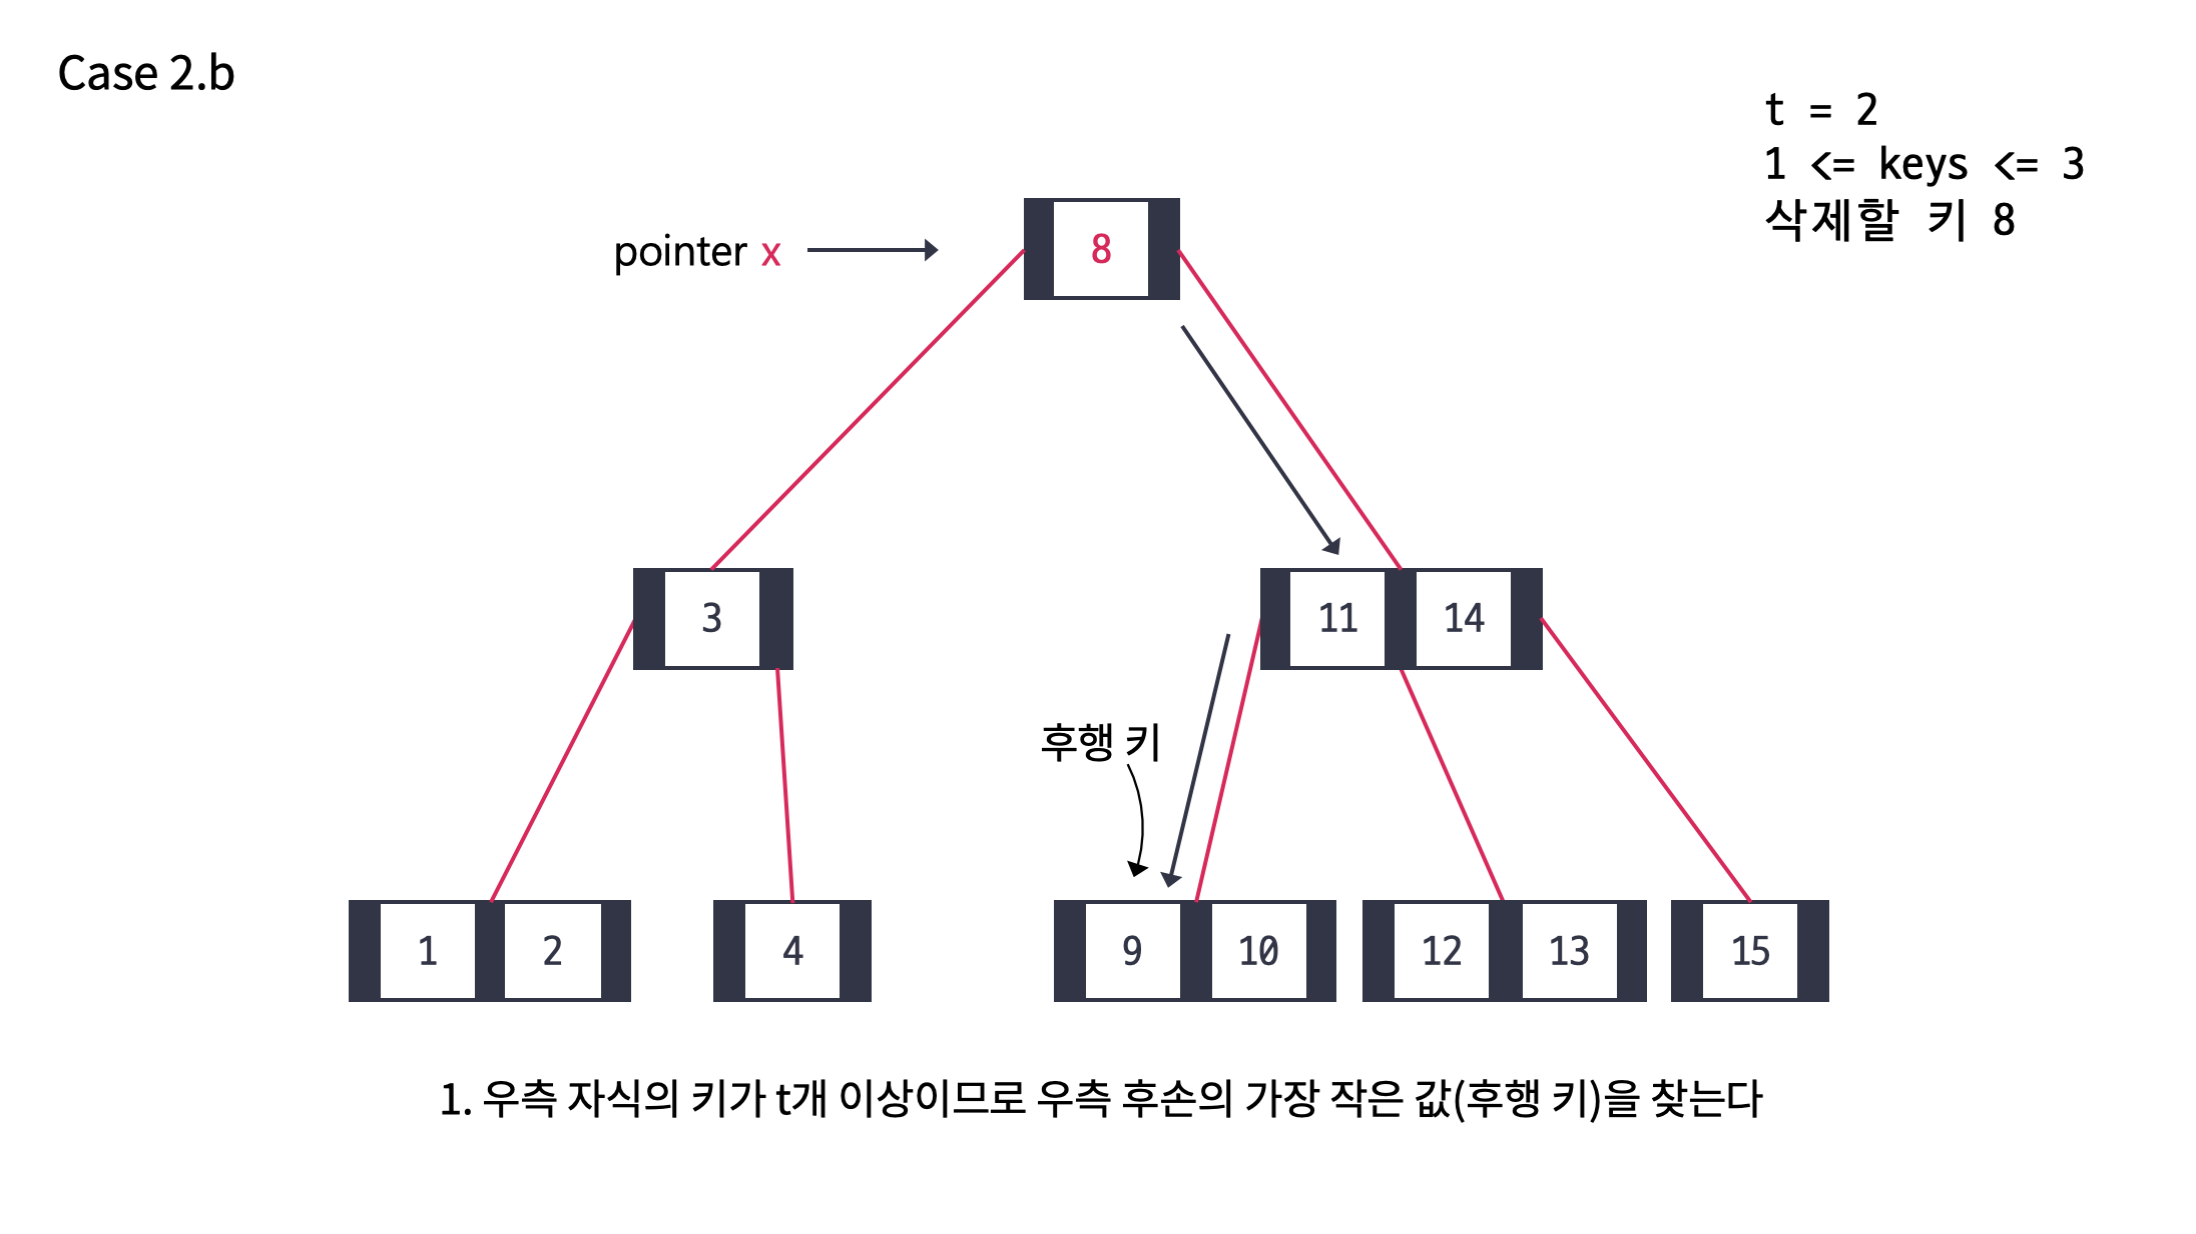 Case 2.b
t = 2
1 <= keys <= 3
삭제할 키 8
pointer x
8
3
11 14
후행 키
1 2
4
9 10
12 13
15
1. 우측 자식의 키가 t개 이상이므로 우측 후손의 가장 작은 값(후행 키)을 찾는다